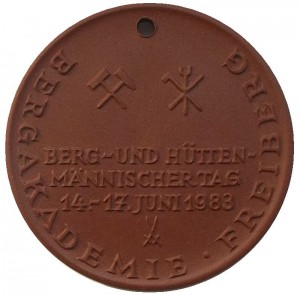 BERGAKADEMIE · FREIBERG
BERG- UND HÜTTEN-
MÄNNISCHER TAG
14.-17. JUNI 1983